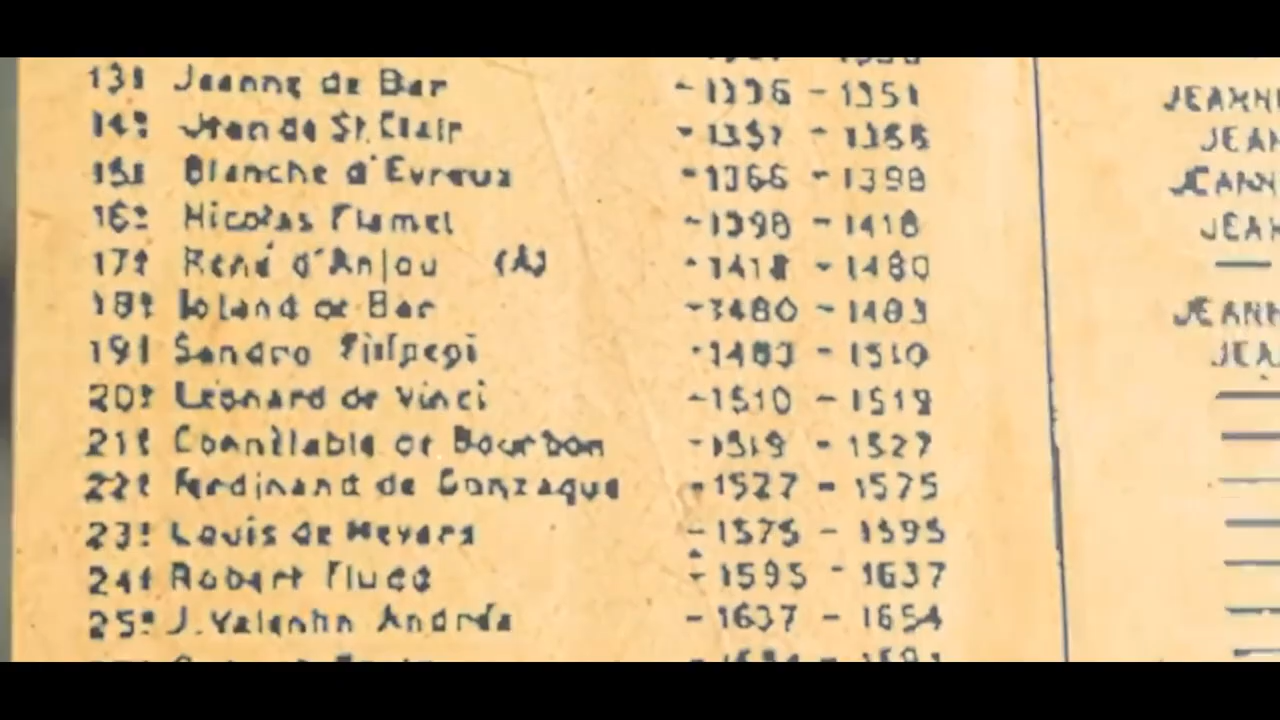 13e Jeanne de Bar - 1336 - 1351 JEANN
14e Jean de St. Clair - 1351 - 1366 JEAN
15e Blanche d'Evreux - 1366 - 1398 JEANN
16e Nicolas Flamel - 1398 - 1418 JEAN
17e René d'Anjou (A) - 1418 - 1480 —
18e Ioland de Bar - 1480 - 1483 JEANN
19e Sandro Filipepi - 1483 - 1510 JEA
20e Léonard de Vinci - 1510 - 1519 —
21e Connétable de Bourbon - 1519 - 1527 —
22e Ferdinand de Gonzague - 1527 - 1575 —
23e Louis de Nevers - 1575 - 1595 —
24e Robert Fludd - 1595 - 1637 —
25e J. Valentin Andréa - 1637 - 1654 —